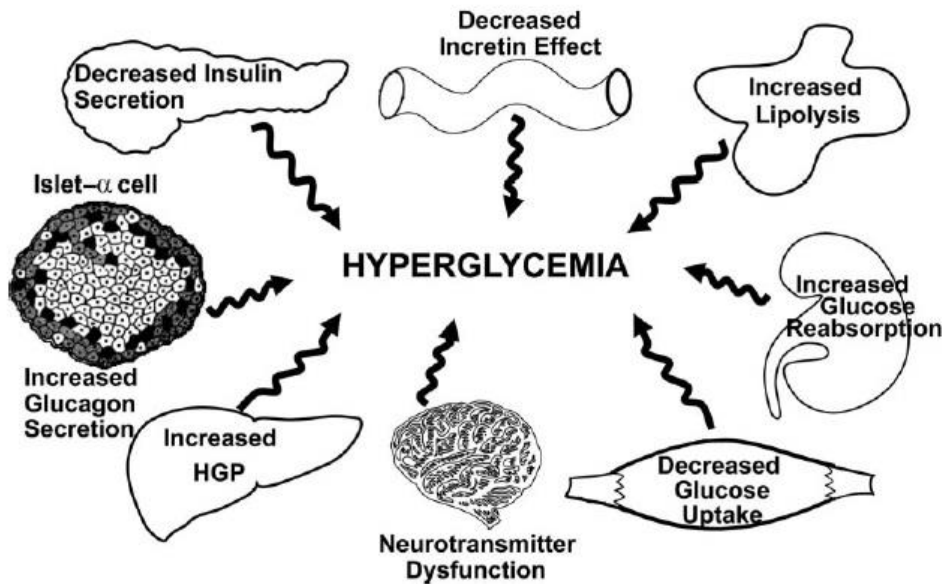 Decreased Insulin
Secretion
Decreased
Incretin Effect
Increased
Lipolysis
Islet–α cell
HYPERGLYCEMIA
Increased
Glucose
Reabsorption
Increased
Glucagon
Secretion
Increased
HGP
Neurotransmitter
Dysfunction
Decreased
Glucose
Uptake